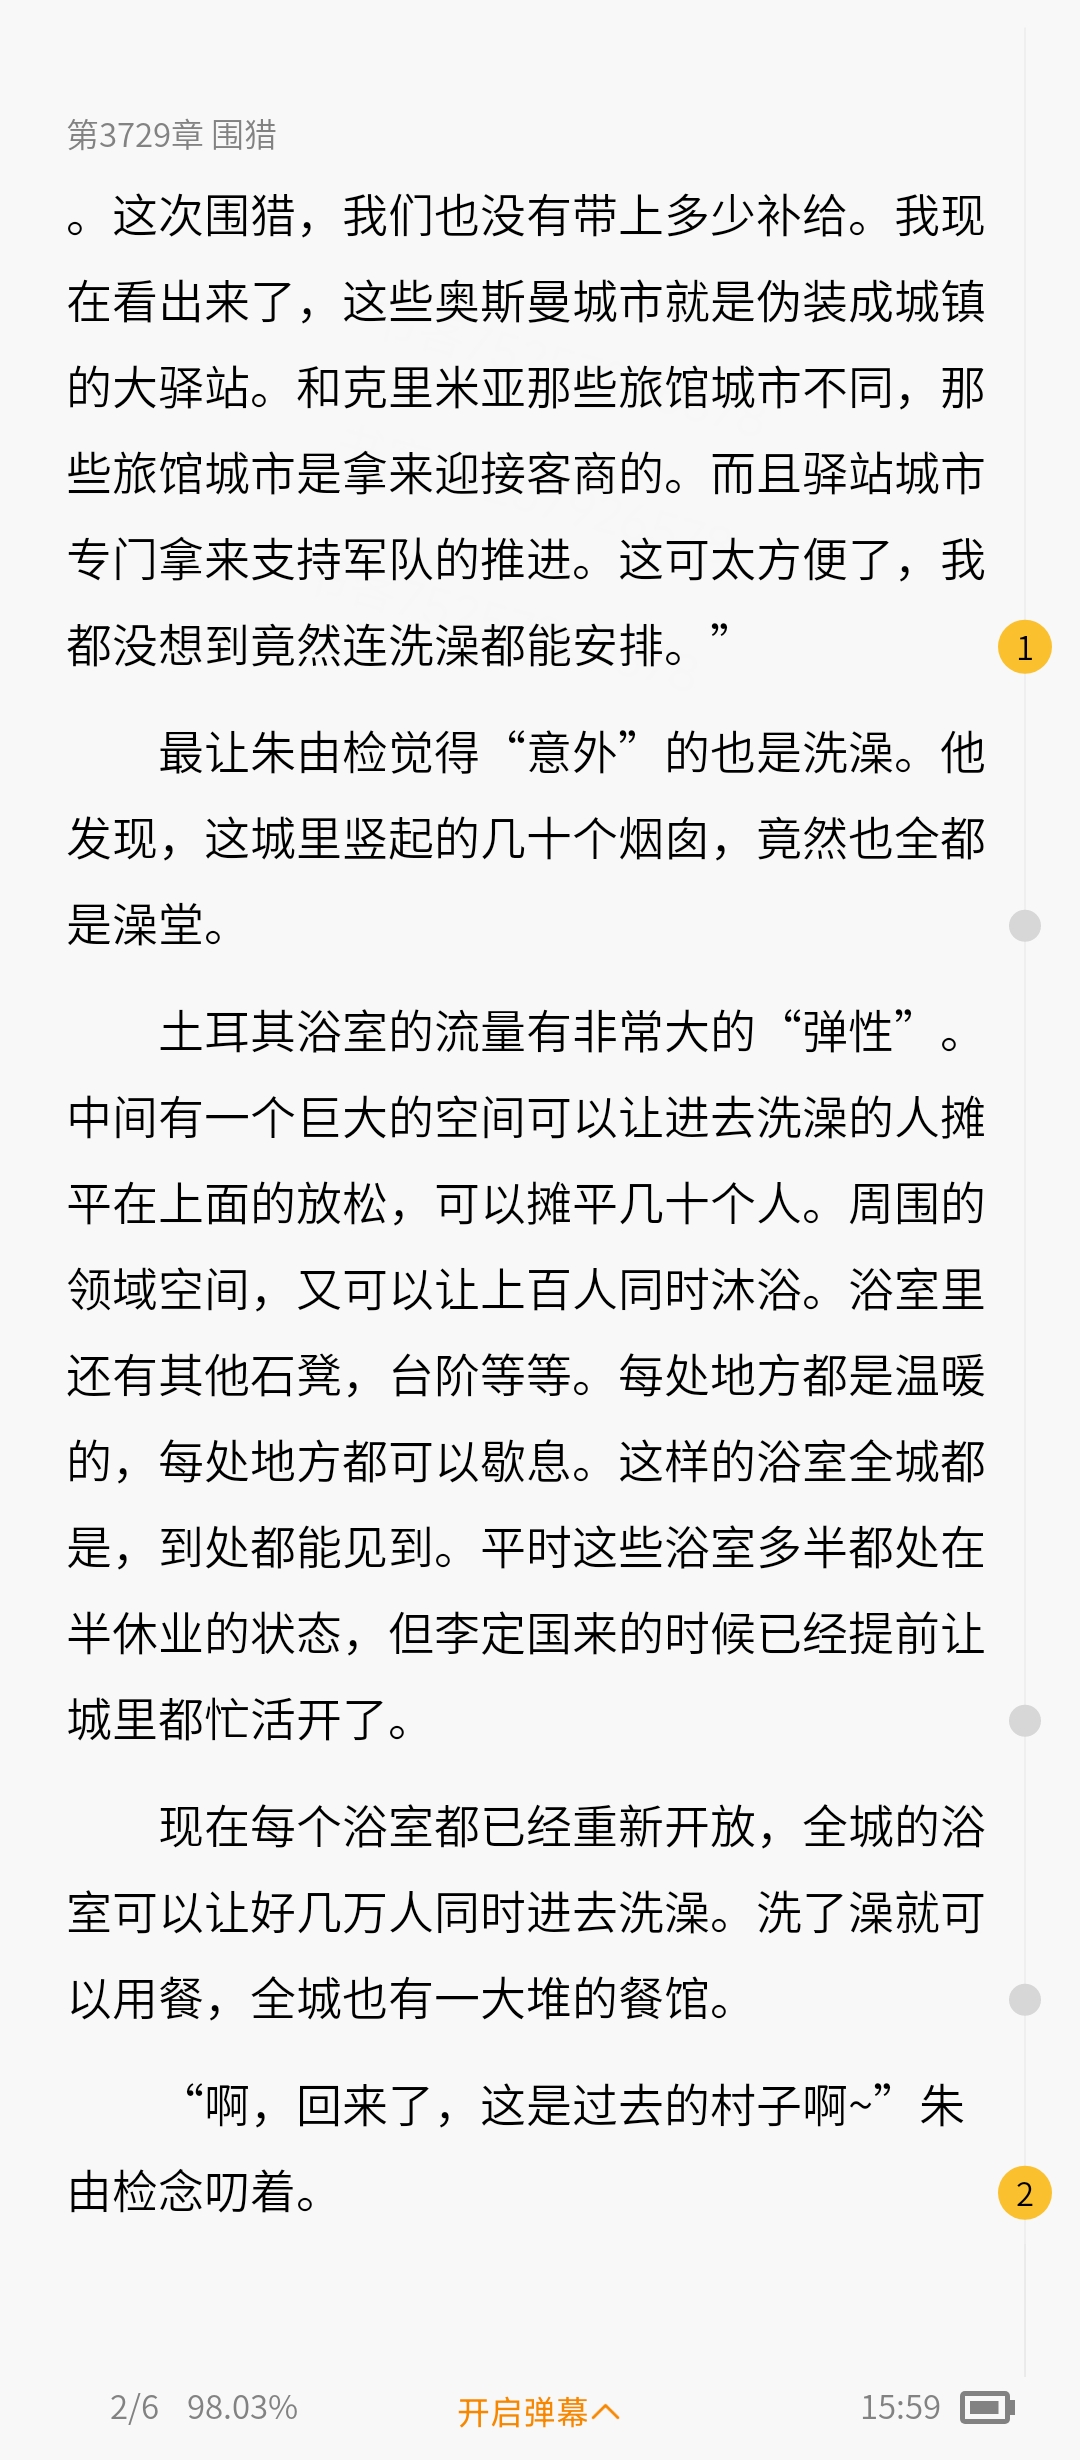 第3729章 围猎
。这次围猎，我们也没有带上多少补给。我现
在看出来了，这些奥斯曼城市就是伪装成城镇
的大驿站。和克里米亚那些旅馆城市不同，那
些旅馆城市是拿来迎接客商的。而且驿站城市
专门拿来支持军队的推进。这可太方便了，我
都没想到竟然连洗澡都能安排。”
1
最让朱由检觉得“意外”的也是洗澡。他
发现，这城里竖起的几十个烟囱，竟然也全都
是澡堂。
土耳其浴室的流量有非常大的“弹性”。
中间有一个巨大的空间可以让进去洗澡的人摊
平在上面的放松，可以摊平几十个人。周围的
领域空间，又可以让上百人同时沐浴。浴室里
还有其他石凳，台阶等等。每处地方都是温暖
的，每处地方都可以歇息。这样的浴室全城都
是，到处都能见到。平时这些浴室多半都处在
半休业的状态，但李定国来的时候已经提前让
城里都忙活开了。
现在每个浴室都已经重新开放，全城的浴
室可以让好几万人同时进去洗澡。洗了澡就可
以用餐，全城也有一大堆的餐馆。
“啊，回来了，这是过去的村子啊~”朱
由检念叨着。
2
2/6 98.03% 开启弹幕 15:59